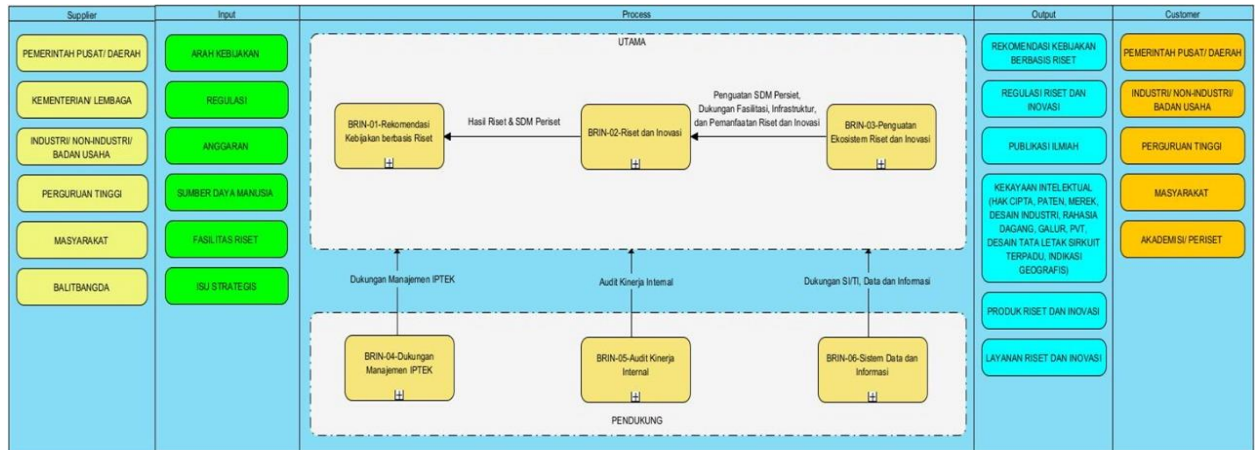 Supplier
Input
Process
Output
Customer
PEMERINTAH PUSAT/ DAERAH
KEMENTERIAN/ LEMBAGA
INDUSTRI/ NON-INDUSTRI/
BADAN USAHA
PERGURUAN TINGGI
MASYARAKAT
BALITBANGDA
ARAH KEBIJAKAN
REGULASI
ANGGARAN
SUMBER DAYA MANUSIA
FASILITAS RISET
ISU STRATEGIS
UTAMA
BRIN-01-Rekomendasi
Kebijakan berbasis Riset
Hasil Riset & SDM Periset
BRIN-02-Riset dan Inovasi
Penguatan SDM Persiet,
Dukungan Fasilitas, Infrastruktur,
dan Pemanfaatan Riset dan Inovasi
BRIN-03-Penguatan
Ekosistem Riset dan Inovasi
Dukungan Manajemen IPTEK
Audit Kinerja Internal
Dukungan SI/TI, Data dan Informasi
BRIN-04-Dukungan
Manajemen IPTEK
BRIN-05-Audit Kinerja
Internal
BRIN-06-Sistem Data dan
Informasi
PENDUKUNG
REKOMENDASI KEBIJAKAN
BERBASIS RISET
REGULASI RISET DAN
INOVASI
PUBLIKASI ILMIAH
KEKAYAAN INTELEKTUAL
(HAK CIPTA, PATEN, MEREK,
DESAIN INDUSTRI, RAHASIA
DAGANG, GALUR, PVT,
DESAIN TATA LETAK SIRKUIT
TERPADU, INDIKASI
GEOGRAFIS)
PRODUK RISET DAN INOVASI
LAYANAN RISET DAN INOVASI
PEMERINTAH PUSAT/ DAERAH
INDUSTRI/ NON-INDUSTRI/
BADAN USAHA
PERGURUAN TINGGI
MASYARAKAT
AKADEMISI/ PERISET